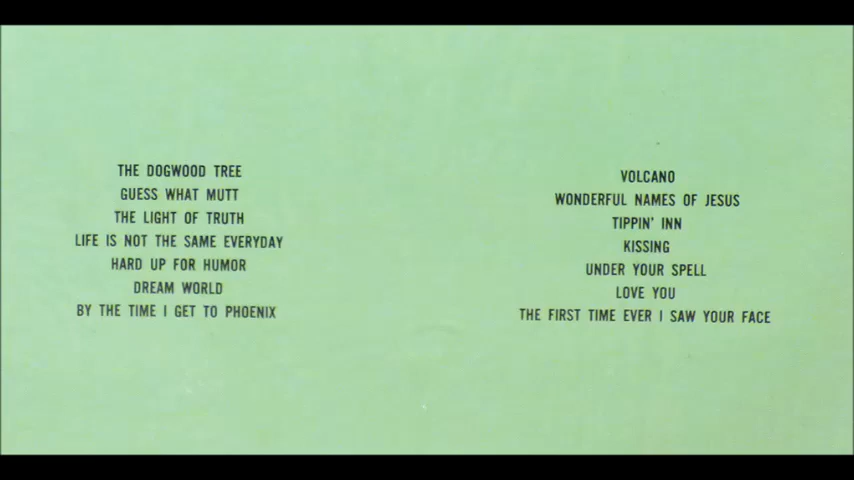 THE DOGWOOD TREE
GUESS WHAT MUTT
THE LIGHT OF TRUTH
LIFE IS NOT THE SAME EVERYDAY
HARD UP FOR HUMOR
DREAM WORLD
BY THE TIME I GET TO PHOENIX
VOLCANO
WONDERFUL NAMES OF JESUS
TIPPIN' INN
KISSING
UNDER YOUR SPELL
LOVE YOU
THE FIRST TIME EVER I SAW YOUR FACE